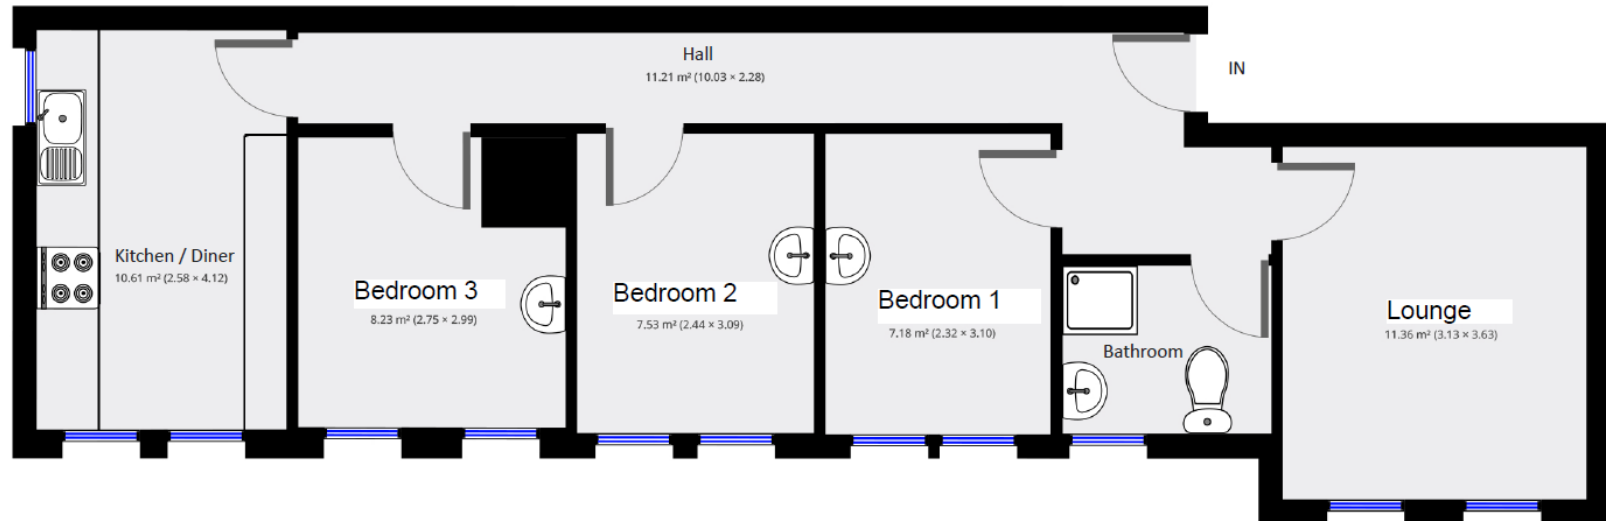 Hall
11.21 m² (10.03 × 2.28)
IN
Kitchen / Diner
10.61 m² (2.58 × 4.12)
Bedroom 3
8.23 m² (2.75 × 2.99)
Bedroom 2
7.53 m² (2.44 × 3.09)
Bedroom 1
7.18 m² (2.32 × 3.10)
Bathroom
Lounge
11.36 m² (3.13 × 3.63)